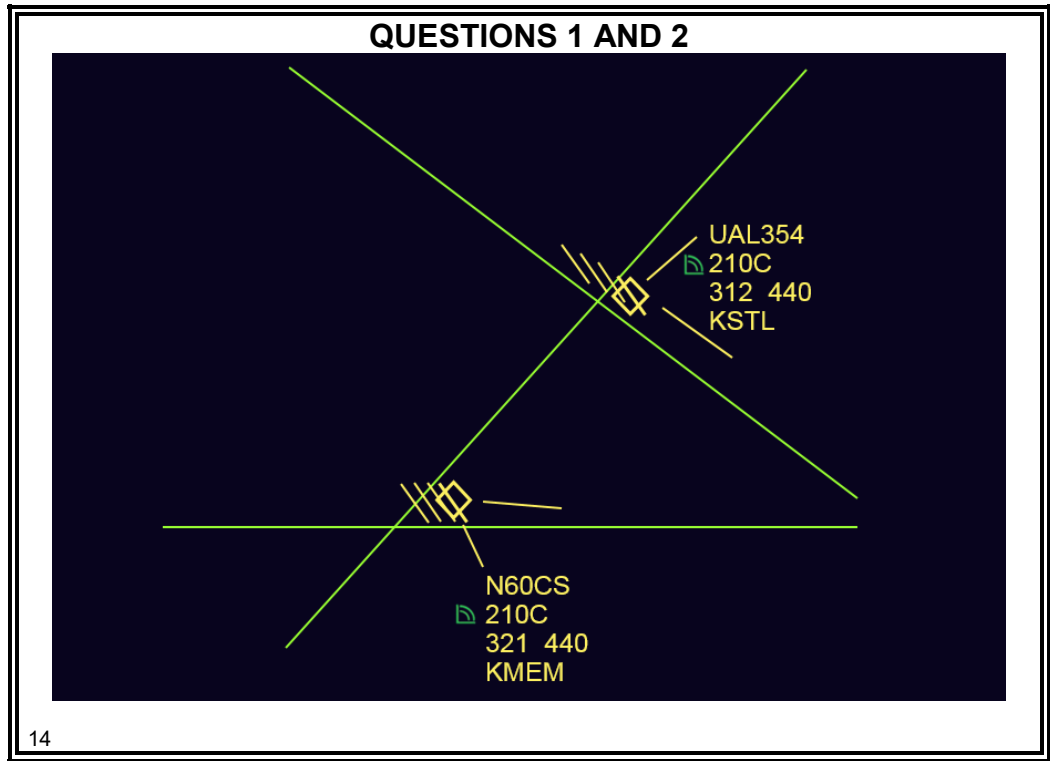 QUESTIONS 1 AND 2
UAL354
210C
312 440
KSTL
N60CS
210C
321 440
KMEM
14